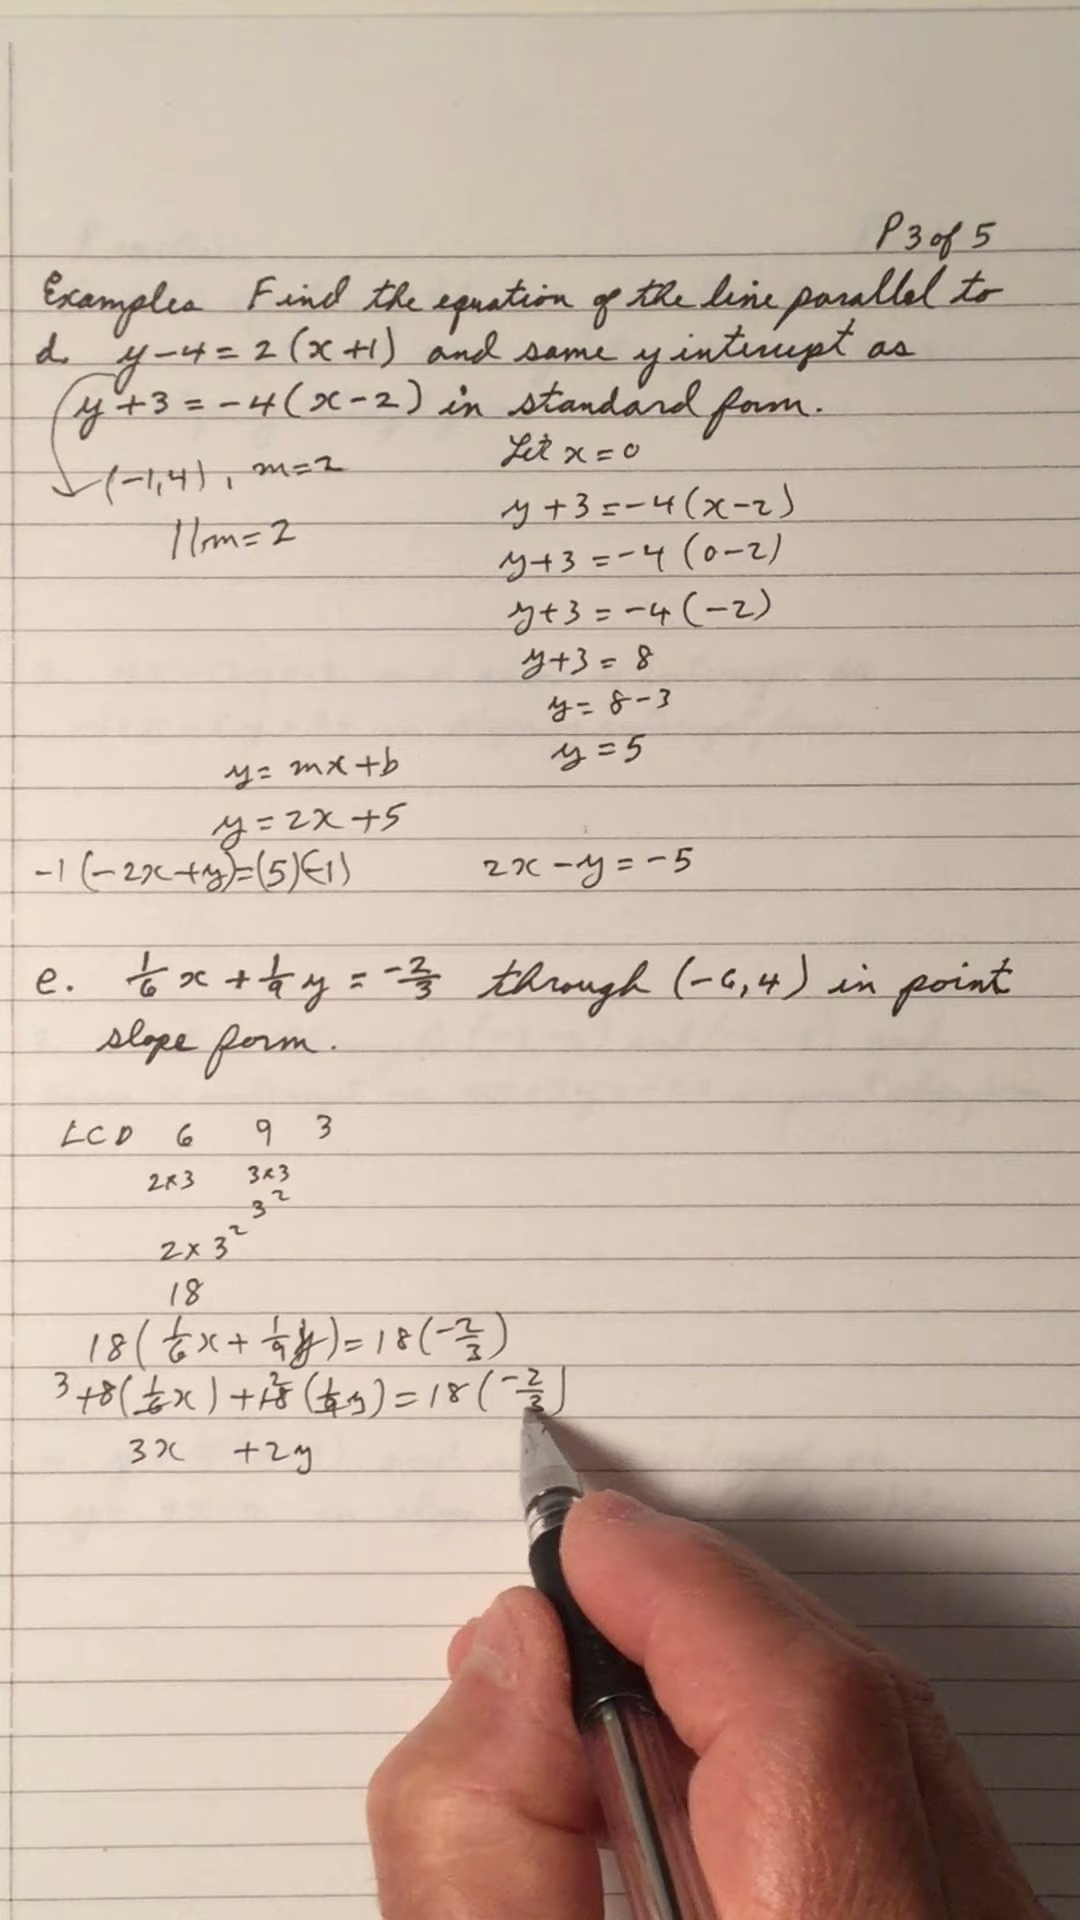 P 3 of 5
Examples Find the equation of the line parallel to
d. y-4=2(x+1) and same y intercept as
y+3=-4(x-2) in standard form.
Let x=0
(-1,4), m=2
y+3=-4(x-2)
||m=2
y+3=-4(0-2)
y+3=-4(-2)
y+3=8
y=8-3
y=5
y=mx+b
y=2x+5
-1(-2x+y)=(5)(-1)
2x-y=-5
e. 1/6 x + 1/9 y = -2/3 through (-6,4) in point
slope form.
LCD 6 9 3
2×3 3×3
3²
2×3²
18
18(1/6 x + 1/9 y)=18(-2/3)
3 18(1/6 x) + 18 2 (1/9 y) = 18(-2/3)
3x +2y